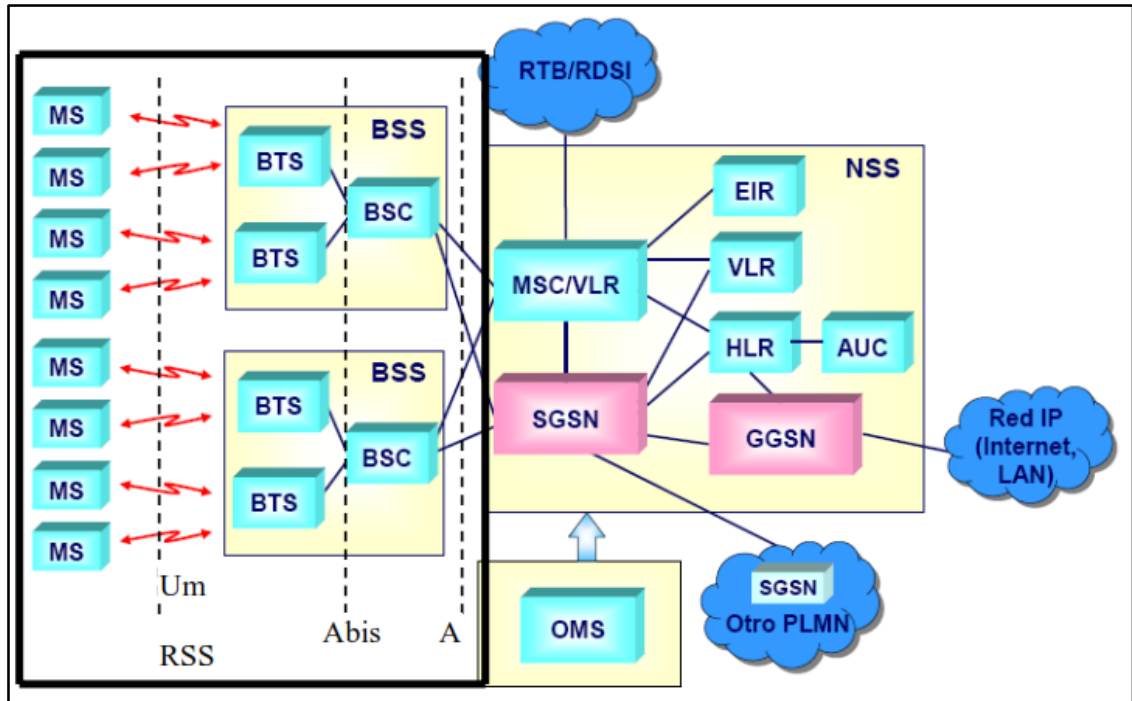 RTB/RDSI
MS
MS
MS
MS
MS
MS
MS
MS
BSS
BTS
BTS
BSC
BSS
BTS
BTS
BSC
Um
Abis
A
RSS
NSS
EIR
MSC/VLR
VLR
HLR
AUC
SGSN
GGSN
Red IP
(Internet,
LAN)
OMS
SGSN
Otro PLMN